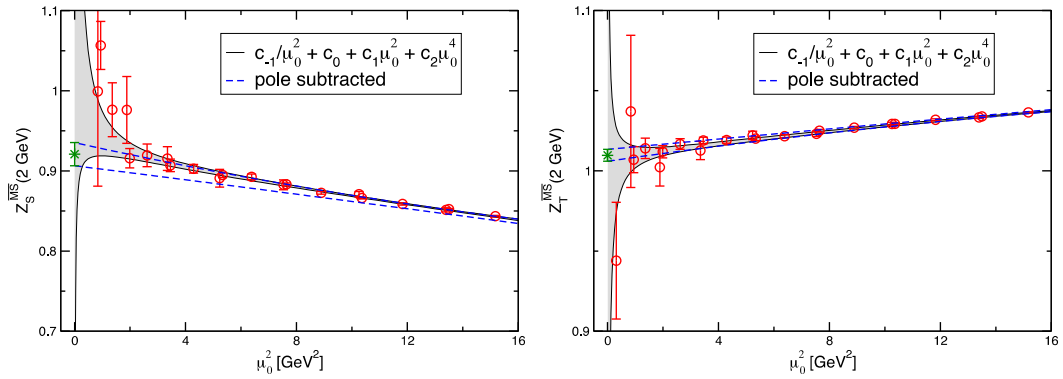 1.1
1
0.9
0.8
0.7
Z_S^{\overline{MS}}(2 GeV)
c_{-1}/μ_0^2 + c_0 + c_1μ_0^2 + c_2μ_0^4
pole subtracted
0 4 8 12 16
μ_0^2 [GeV^2]
1.1
1
0.9
Z_T^{\overline{MS}}(2 GeV)
c_{-1}/μ_0^2 + c_0 + c_1μ_0^2 + c_2μ_0^4
pole subtracted
0 4 8 12 16
μ_0^2 [GeV^2]